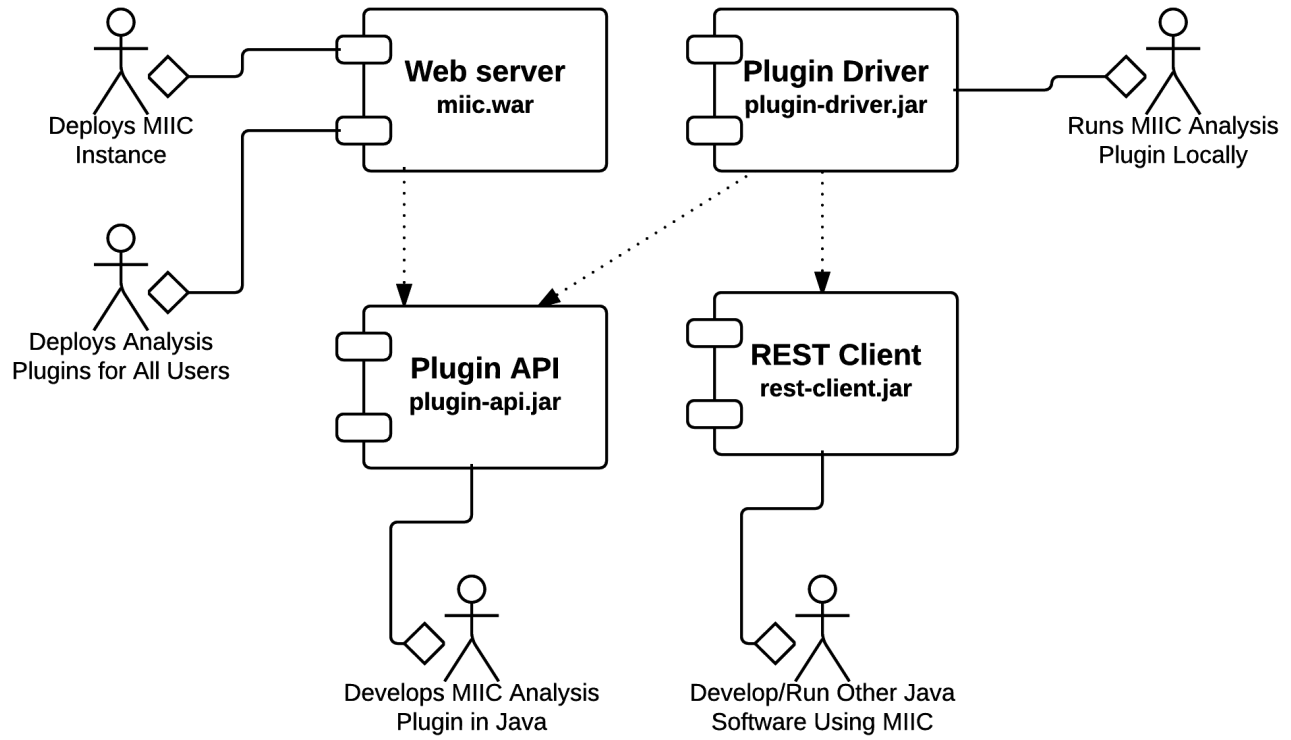 Deploys MIIC
Instance
Web server
miic.war
Plugin Driver
plugin-driver.jar
Runs MIIC Analysis
Plugin Locally
Deploys Analysis
Plugins for All Users
Plugin API
plugin-api.jar
REST Client
rest-client.jar
Develops MIIC Analysis
Plugin in Java
Develop/Run Other Java
Software Using MIIC